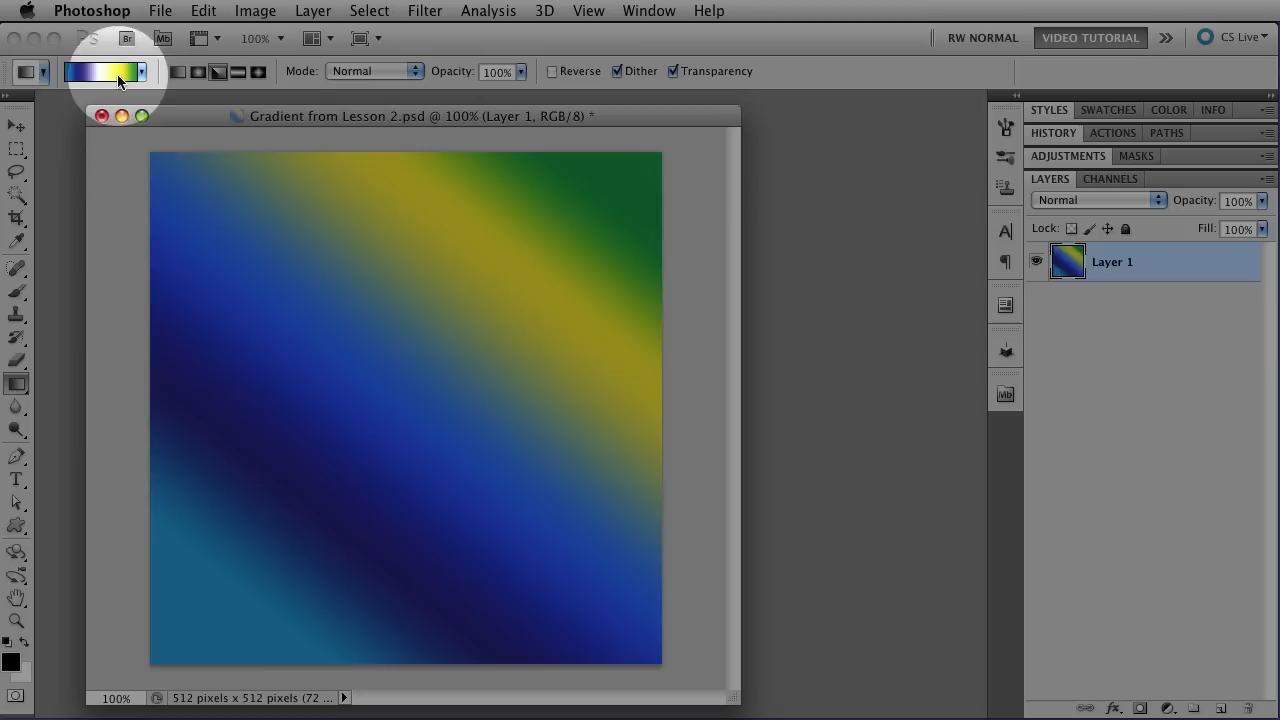 Photoshop File Edit Image Layer Select Filter Analysis 3D View Window Help
Ps Br Mb 100% RW NORMAL VIDEO TUTORIAL CS Live
Mode: Normal Opacity: 100% Reverse Dither Transparency
Gradient from Lesson 2.psd @ 100% (Layer 1, RGB/8) *
STYLES SWATCHES COLOR INFO
HISTORY ACTIONS PATHS
ADJUSTMENTS MASKS
LAYERS CHANNELS
Normal Opacity: 100%
Lock: Fill: 100%
Layer 1
Mb
100% 512 pixels x 512 pixels (72 ...